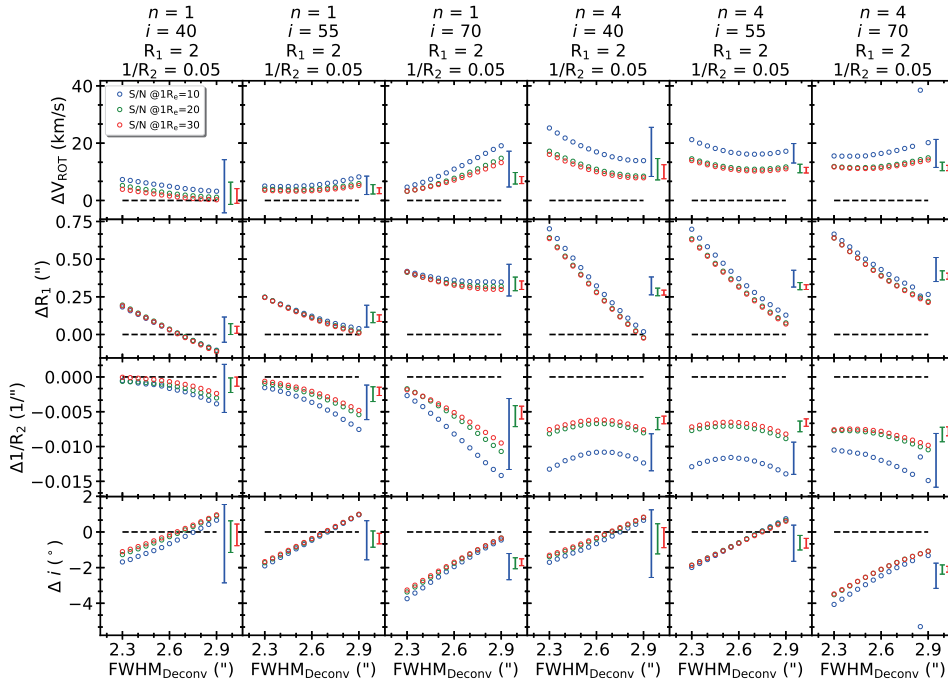 n = 1 n = 1 n = 1 n = 4 n = 4 n = 4
i = 40 i = 55 i = 70 i = 40 i = 55 i = 70
R₁ = 2 R₁ = 2 R₁ = 2 R₁ = 2 R₁ = 2 R₁ = 2
1/R₂ = 0.05 1/R₂ = 0.05 1/R₂ = 0.05 1/R₂ = 0.05 1/R₂ = 0.05 1/R₂ = 0.05
S/N @1Rₑ=10
S/N @1Rₑ=20
S/N @1Rₑ=30
ΔV_ROT (km/s)
40
20
0
ΔR₁ (")
0.75
0.50
0.25
0.00
Δ1/R₂ (1/")
0.000
−0.005
−0.010
−0.015
Δ i (°)
2
0
−2
−4
2.3 2.6 2.9 2.3 2.6 2.9 2.3 2.6 2.9 2.3 2.6 2.9 2.3 2.6 2.9 2.3 2.6 2.9
FWHM_Deconv (") FWHM_Deconv (") FWHM_Deconv (") FWHM_Deconv (") FWHM_Deconv (") FWHM_Deconv (")